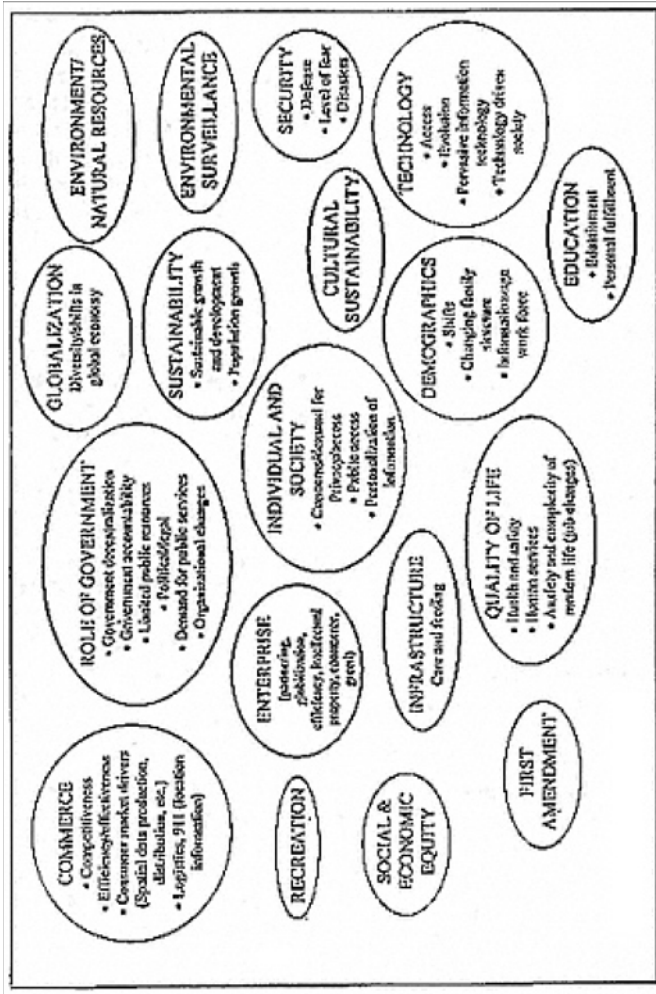 COMMERCE
• Competitiveness
• Efficiency/effectiveness
• Consumer market drivers
(Spatial data production,
distribution, etc.)
• Logistics, 911 (location
information)
ROLE OF GOVERNMENT
• Government decentralization
• Government accountability
• Limited public resources
• Political/legal
• Demand for public services
• Organizational changes
GLOBALIZATION
Diversity/shifts in
global economy
ENVIRONMENT/
NATURAL RESOURCES
SUSTAINABILITY
• Sustainable growth
and development
• Population growth
ENVIRONMENTAL
SURVEILLANCE
RECREATION
ENTERPRISE
globalization,
efficiency,
property, commerce,
INDIVIDUAL AND
SOCIETY
• Concerns/demand for
Privacy/access
• Public access
• Personalization of
information
CULTURAL
SUSTAINABILITY
SECURITY
• Defense
• Level of fear
• Disasters
SOCIAL &
ECONOMIC
EQUITY
INFRASTRUCTURE
Care and feeding
DEMOGRAPHICS
• Shifts
• Changing family
structure
• Information age
work force
TECHNOLOGY
• Access
• Evolution
• Pervasive information
technology
• Technology driven
society
FIRST
AMENDMENT
QUALITY OF LIFE
• Health and safety
• Human services
• Anxiety and complexity of
modern life (job changes)
EDUCATION
• Personal fulfillment